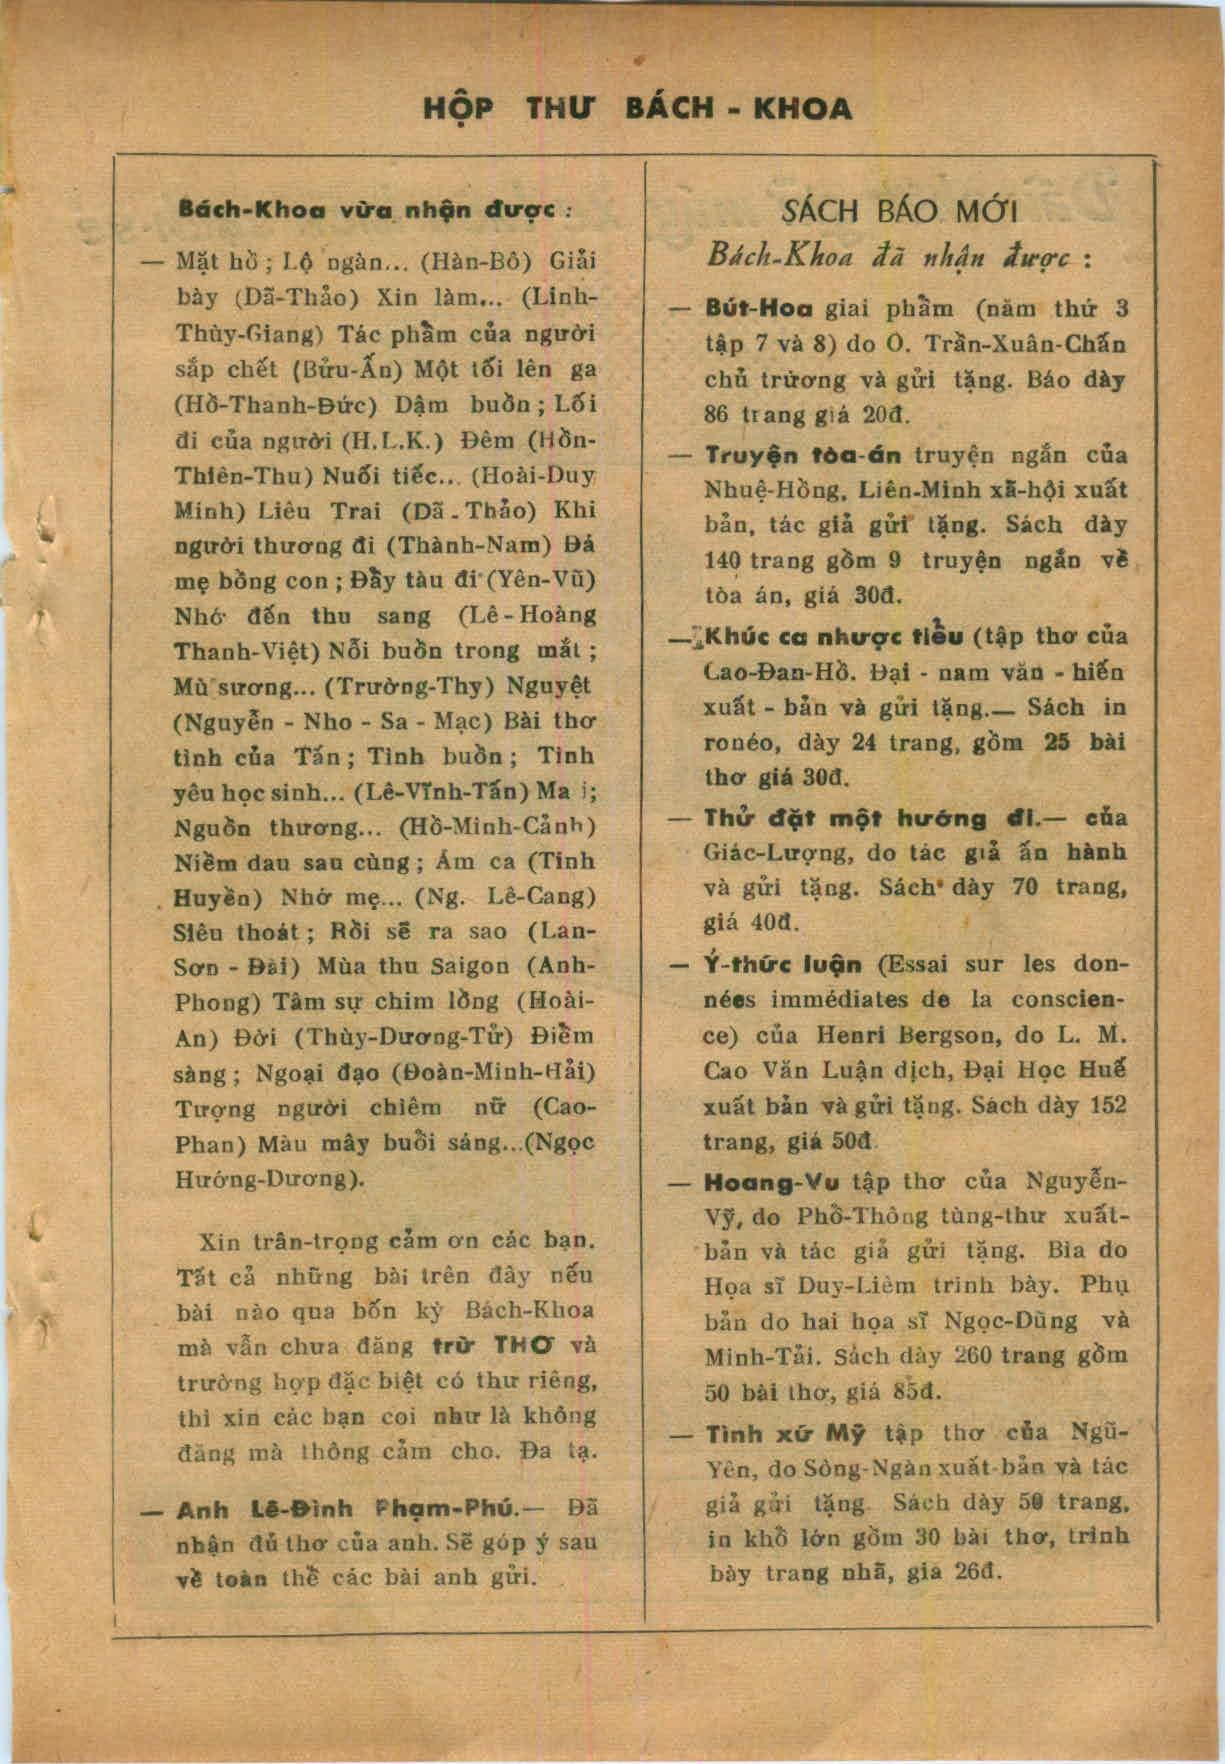 HỘP THƯ BÁCH - KHOA
Bách-Khoa vừa nhận được :
— Mặt hồ ; Lộ ngàn... (Hàn-Bô) Giải
bày (Dã-Thảo) Xin làm... (Linh-
Thùy-Giang) Tác phẩm của người
sắp chết (Bửu-Ấn) Một tối lên ga
(Hồ-Thanh-Đức) Dậm buồn ; Lối
đi của người (H.L.K.) Đêm (Hồn-
Thiên-Thu) Nuối tiếc... (Hoài-Duy
Minh) Liêu Trai (Dã - Thảo) Khi
người thương đi (Thành-Nam) Đá
mẹ bồng con ; Đẩy tàu đi (Yên-Vũ)
Nhớ đến thu sang (Lê - Hoàng
Thanh-Việt) Nỗi buồn trong mắt ;
Mù sương... (Trường-Thy) Nguyệt
(Nguyễn - Nho - Sa - Mạc) Bài thơ
tình của Tấn ; Tình buồn ; Tình
yêu học sinh... (Lê-Vĩnh-Tấn) Ma i;
Nguồn thương... (Hồ-Minh-Cảnh)
Niềm đau sau cùng ; Ám ca (Tinh
Huyền) Nhớ mẹ... (Ng. Lê-Cang)
Siêu thoát ; Rồi sẽ ra sao (Lan-
Sơn - Đài) Mùa thu Saigon (Anh-
Phong) Tâm sự chim lồng (Hoài-
An) Đời (Thùy-Dương-Tử) Điểm
sàng ; Ngoại đạo (Đoàn-Minh-Hải)
Tượng người chiêm nữ (Cao-
Phan) Màu mây buổi sáng...(Ngọc
Hướng-Dương).
Xin trân-trọng cảm ơn các bạn.
Tất cả những bài trên đây nếu
bài nào qua bốn kỳ Bách-Khoa
mà vẫn chưa đăng trừ THƠ và
trường hợp đặc biệt có thư riêng,
thì xin các bạn coi như là không
đăng mà thông cảm cho. Đa tạ.
— Anh Lê-Đình Phạm-Phú.— Đã
nhận đủ thơ của anh. Sẽ góp ý sau
về toàn thể các bài anh gửi.
SÁCH BÁO MỚI
Bách-Khoa đã nhận được :
— Bút-Hoa giai phẩm (năm thứ 3
tập 7 và 8) do O. Trần-Xuân-Chấn
chủ trương và gửi tặng. Báo dày
86 trang giá 20đ.
— Truyện tòa-án truyện ngắn của
Nhuệ-Hồng, Liên-Minh xã-hội xuất
bản, tác giả gửi tặng. Sách dày
140 trang gồm 9 truyện ngắn về
tòa án, giá 30đ.
— Khúc ca nhược tiểu (tập thơ của
Cao-Đan-Hồ. Đại - nam văn - hiến
xuất - bản và gửi tặng.— Sách in
ronéo, dày 24 trang, gồm 25 bài
thơ giá 30đ.
— Thử đặt một hướng đi.— của
Giác-Lượng, do tác giả ấn hành
và gửi tặng. Sách dày 70 trang,
giá 40đ.
— Ý-thức luận (Essai sur les don-
nées immédiates de la conscien-
ce) của Henri Bergson, do L. M.
Cao Văn Luận dịch, Đại Học Huế
xuất bản và gửi tặng. Sách dày 152
trang, giá 50đ.
— Hoang-Vu tập thơ của Nguyễn-
Vỹ, do Phổ-Thông tùng-thư xuất-
bản và tác giả gửi tặng. Bìa do
Họa sĩ Duy-Liêm trình bày. Phụ
bản do hai họa sĩ Ngọc-Dũng và
Minh-Tải. Sách dày 260 trang gồm
50 bài thơ, giá 85đ.
— Tình xứ Mỹ tập thơ của Ngũ-
Yên, do Sông-Ngàn xuất-bản và tác
giả gửi tặng. Sách dày 50 trang,
in khổ lớn gồm 30 bài thơ, trình
bày trang nhã, giá 26đ.